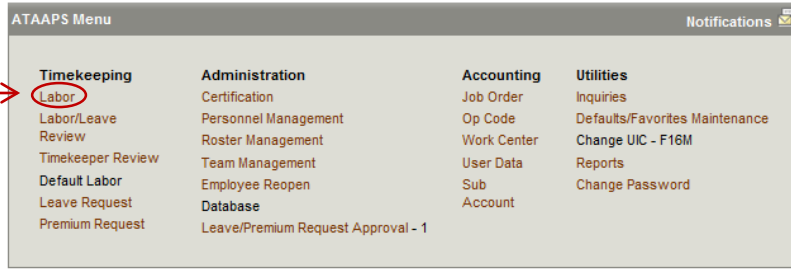 ATAAPS Menu
Notifications
Timekeeping
Labor
Labor/Leave
Review
Timekeeper Review
Default Labor
Leave Request
Premium Request
Administration
Certification
Personnel Management
Roster Management
Team Management
Employee Reopen
Database
Leave/Premium Request Approval - 1
Accounting
Job Order
Op Code
Work Center
User Data
Sub
Account
Utilities
Inquiries
Defaults/Favorites Maintenance
Change UIC - F16M
Reports
Change Password